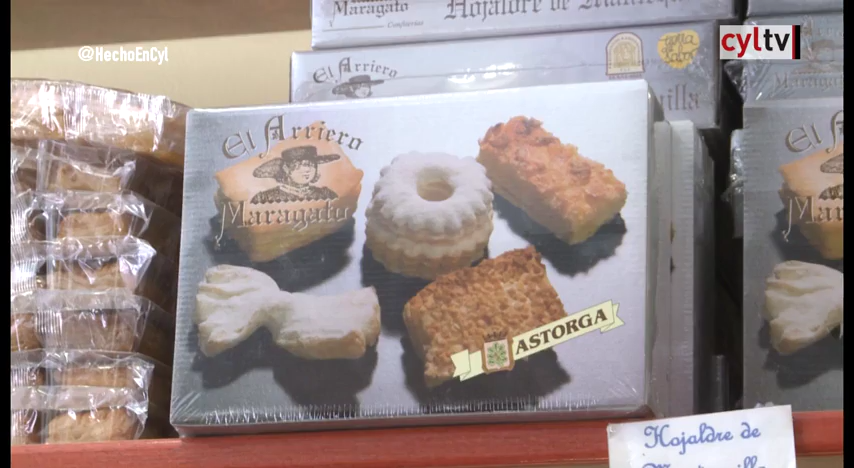 @HechoEnCyl
cyltv
Maragato
Hojaldre de
El Arriero
El Arriero
Maragato
ASTORGA
Hojaldre de